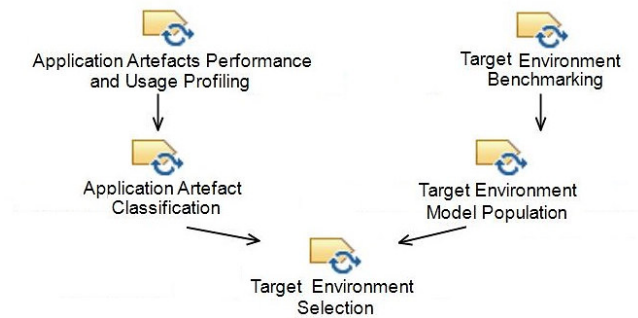 Application Artefacts Performance
and Usage Profiling
Target Environment
Benchmarking
Application Artefact
Classification
Target Environment
Model Population
Target Environment
Selection